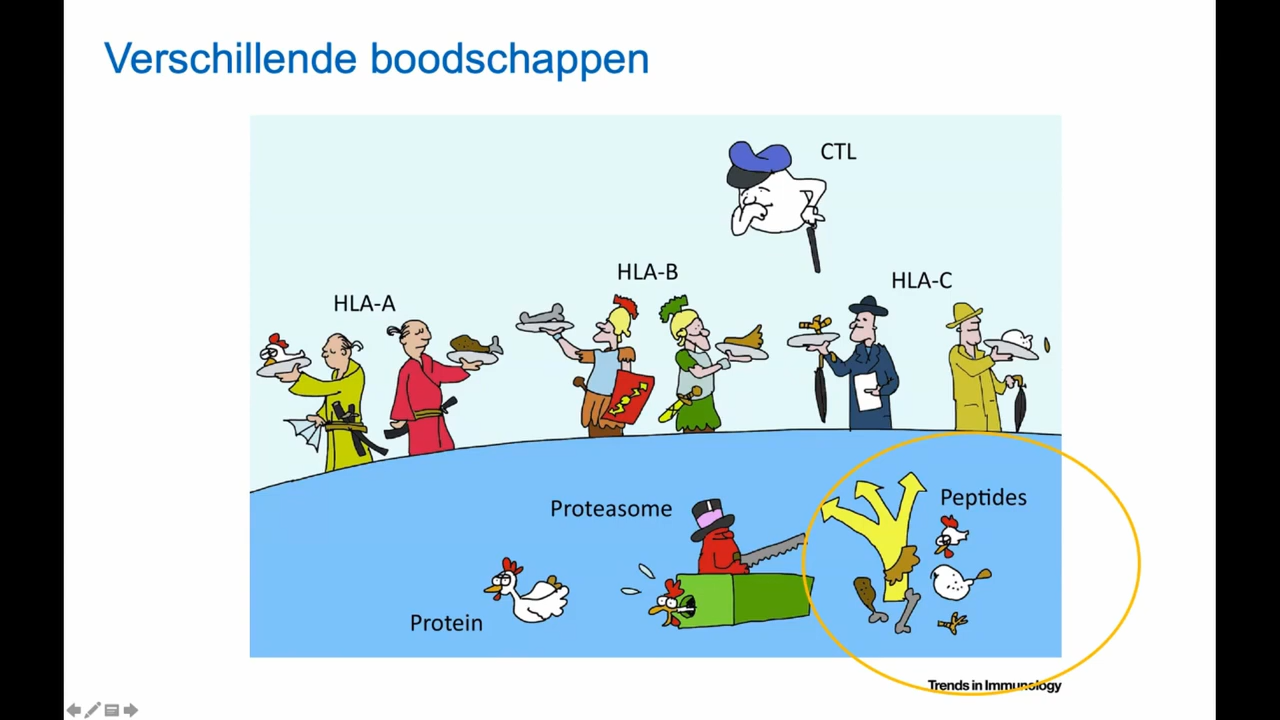 Verschillende boodschappen
CTL
HLA-B
HLA-C
HLA-A
Peptides
Proteasome
Protein
Trends in Immunology